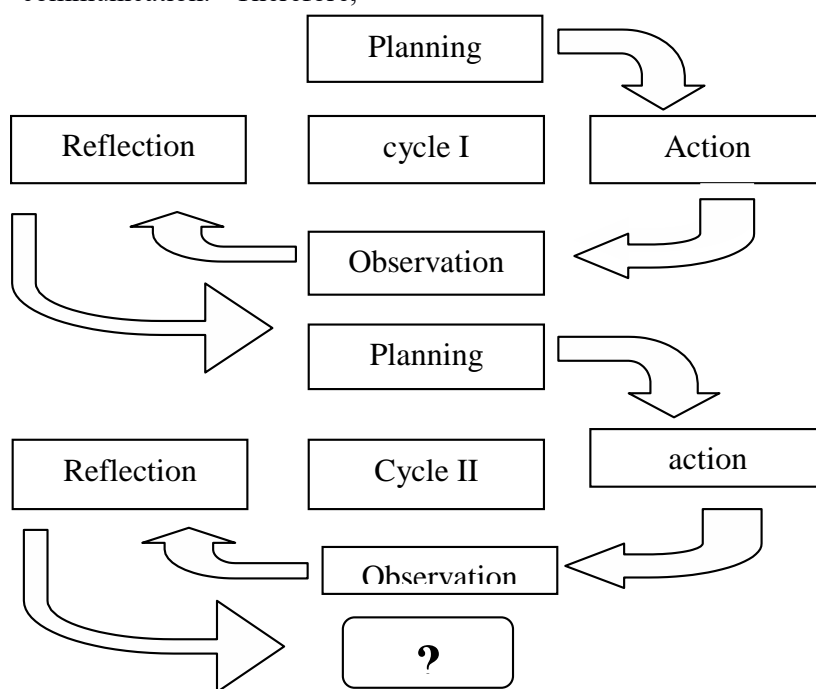 Planning
Reflection
cycle I
Action
Observation
Planning
Reflection
Cycle II
action
Observation
?